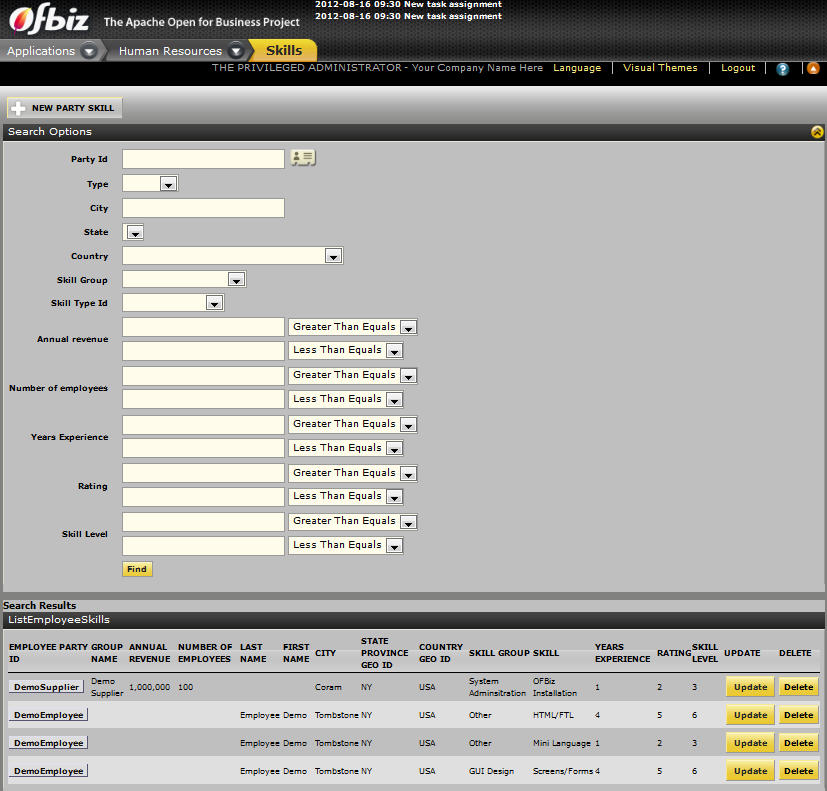 2012-08-16 09:30 New task assignment
Ofbiz The Apache Open for Business Project
2012-08-16 09:30 New task assignment
Applications Human Resources Skills
THE PRIVILEGED ADMINISTRATOR - Your Company Name Here Language Visual Themes Logout ?
NEW PARTY SKILL
Search Options
Party Id
Type
City
State
Country
Skill Group
Skill Type Id
Annual revenue
Greater Than Equals
Less Than Equals
Number of employees
Greater Than Equals
Less Than Equals
Years Experience
Greater Than Equals
Less Than Equals
Rating
Greater Than Equals
Less Than Equals
Skill Level
Greater Than Equals
Less Than Equals
Find
Search Results
ListEmployeeSkills
EMPLOYEE PARTY ID GROUP NAME ANNUAL REVENUE NUMBER OF EMPLOYEES LAST NAME FIRST NAME CITY STATE PROVINCE GEO ID COUNTRY GEO ID SKILL GROUP SKILL YEARS EXPERIENCE RATING SKILL LEVEL UPDATE DELETE
DemoSupplier Demo Supplier 1,000,000 100 Coram NY USA System Adminsitration OFBiz Installation 1 2 3 Update Delete
DemoEmployee Employee Demo Tombstone NY USA Other HTML/FTL 4 5 6 Update Delete
DemoEmployee Employee Demo Tombstone NY USA Other Mini Language 1 2 3 Update Delete
DemoEmployee Employee Demo Tombstone NY USA GUI Design Screens/Forms 4 5 6 Update Delete